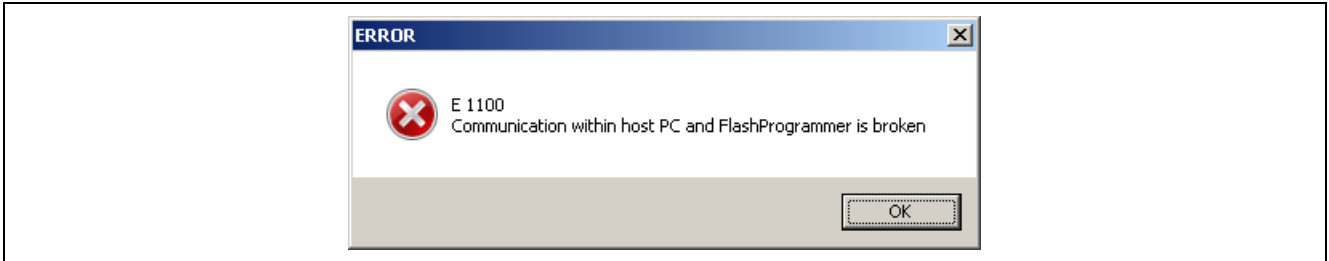 ERROR
E 1100
Communication within host PC and FlashProgrammer is broken
OK